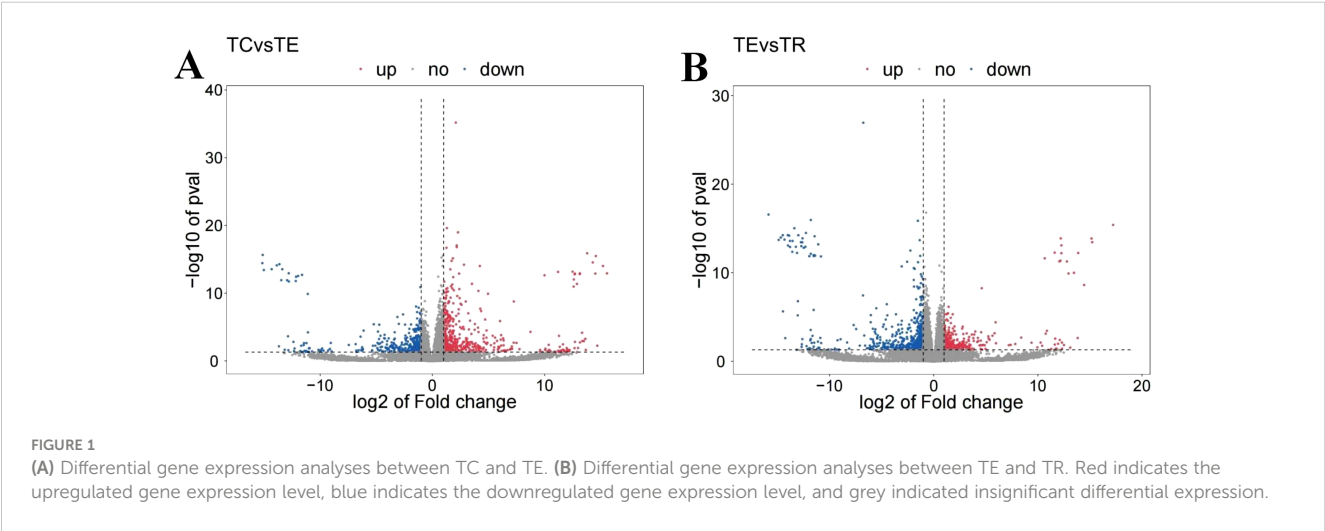 A
TCvsTE
up no down
40
30
20
10
0
−log10 of pval
−10 0 10
log2 of Fold change
B
TEvsTR
up no down
30
20
10
0
−log10 of pval
−10 0 10 20
log2 of Fold change
FIGURE 1
(A) Differential gene expression analyses between TC and TE. (B) Differential gene expression analyses between TE and TR. Red indicates the
upregulated gene expression level, blue indicates the downregulated gene expression level, and grey indicated insignificant differential expression.